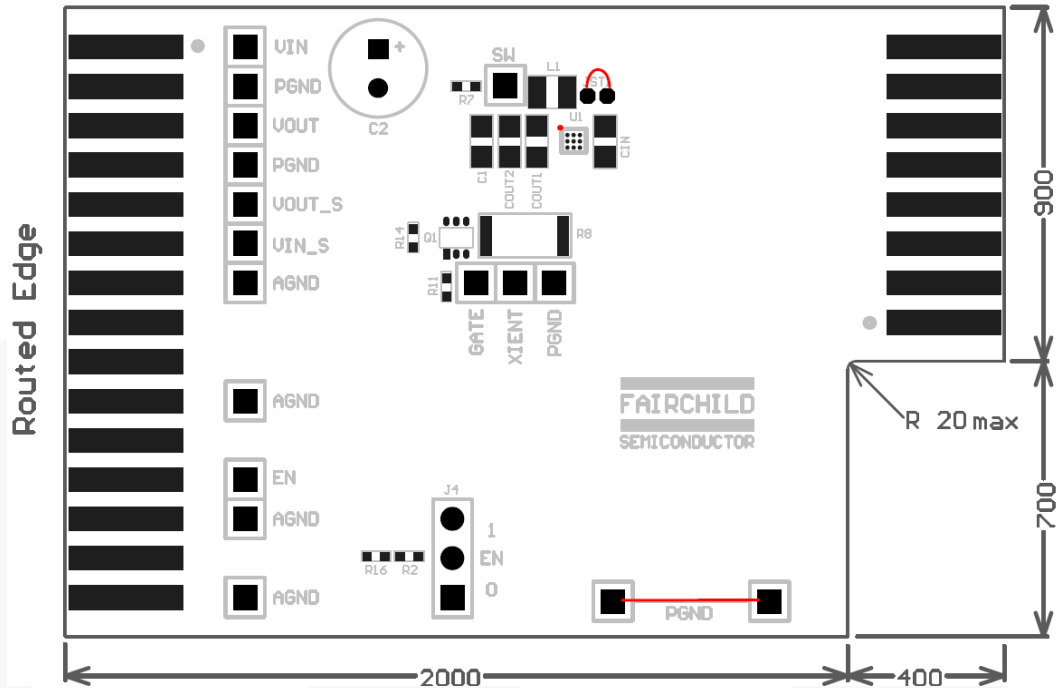 VIN
PGND
VOUT
PGND
VOUT_S
VIN_S
AGND
AGND
EN
AGND
AGND
Routed Edge
+
C2
SW
R7
L1
U1
CIN
C1
COUT2
COUT1
R14
Q1
R8
R11
GATE
XIENT
PGND
FAIRCHILD
SEMICONDUCTOR
J4
1
EN
0
R16
R2
PGND
900
R 20 max
700
2000
400